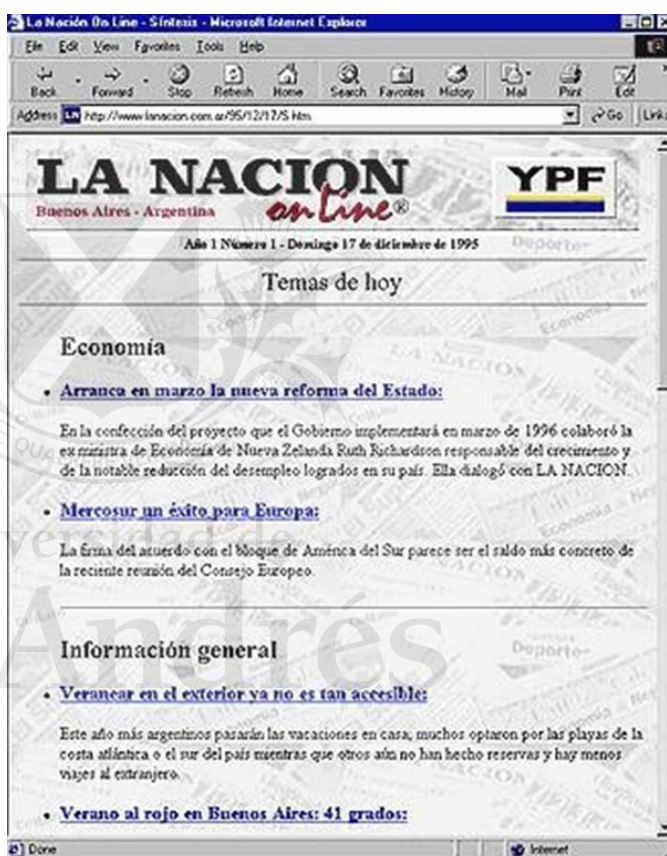 La Nación On Line - Síntesis - Microsoft Internet Explorer
File Edit View Favorites Tools Help
Back Forward Stop Refresh Home Search Favorites History Mail Print Edit
Address http://www.lanacion.com.ar/95/12/17/S.htm Go Links
LA NACION
on Line®
Buenos Aires - Argentina
YPF
Año 1 Número 1 - Domingo 17 de diciembre de 1995
Temas de hoy
Economía
• Arranca en marzo la nueva reforma del Estado:
En la confección del proyecto que el Gobierno implementará en marzo de 1996 colaboró la
ex ministra de Economía de Nueva Zelanda Ruth Richardson responsable del crecimiento y
de la notable reducción del desempleo logrados en su país. Ella dialogó con LA NACION.
• Mercosur un éxito para Europa:
La firma del acuerdo con el bloque de América del Sur parece ser el saldo más concreto de
la reciente reunión del Consejo Europeo.
Información general
• Veranear en el exterior ya no es tan accesible:
Este año más argentinos pasarán las vacaciones en casa; muchos optaron por las playas de la
costa atlántica o el sur del país mientras que otros aún no han hecho reservas y hay menos
viajes al extranjero.
• Verano al rojo en Buenos Aires: 41 grados:
Done Internet
versidad de
Andrés